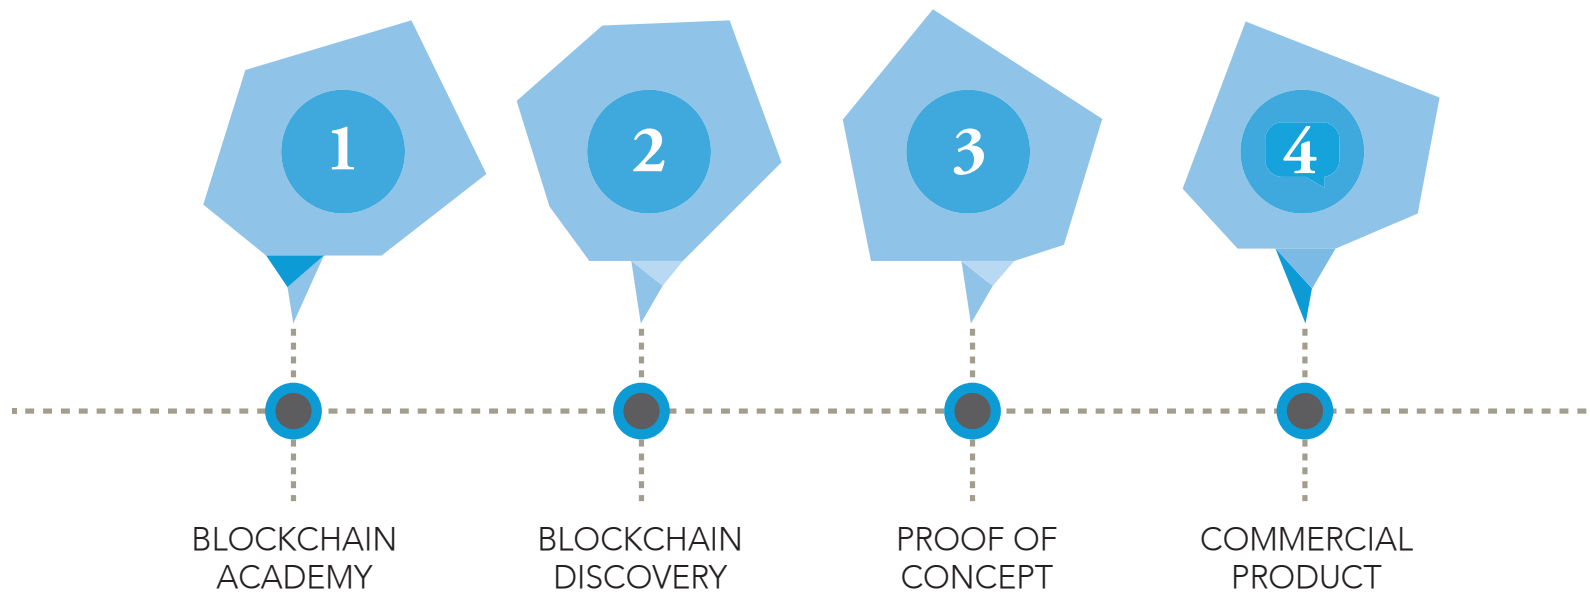 1
2
3
4
BLOCKCHAIN
ACADEMY
BLOCKCHAIN
DISCOVERY
PROOF OF
CONCEPT
COMMERCIAL
PRODUCT